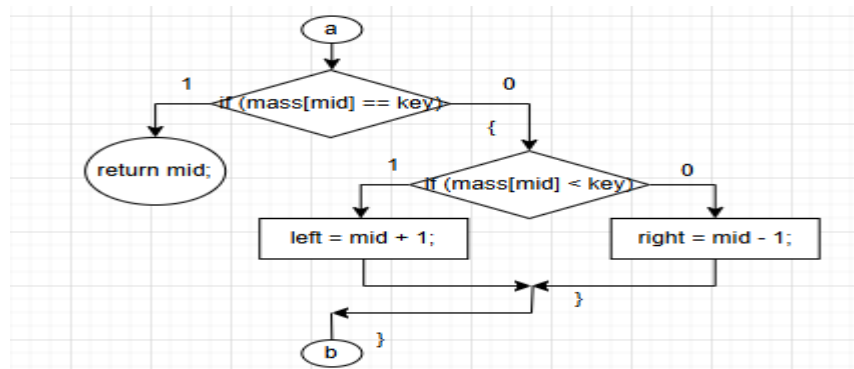 a
1
0
if (mass[mid] == key)
{
return mid;
1
0
if (mass[mid] < key)
left = mid + 1;
right = mid - 1;
}
}
b